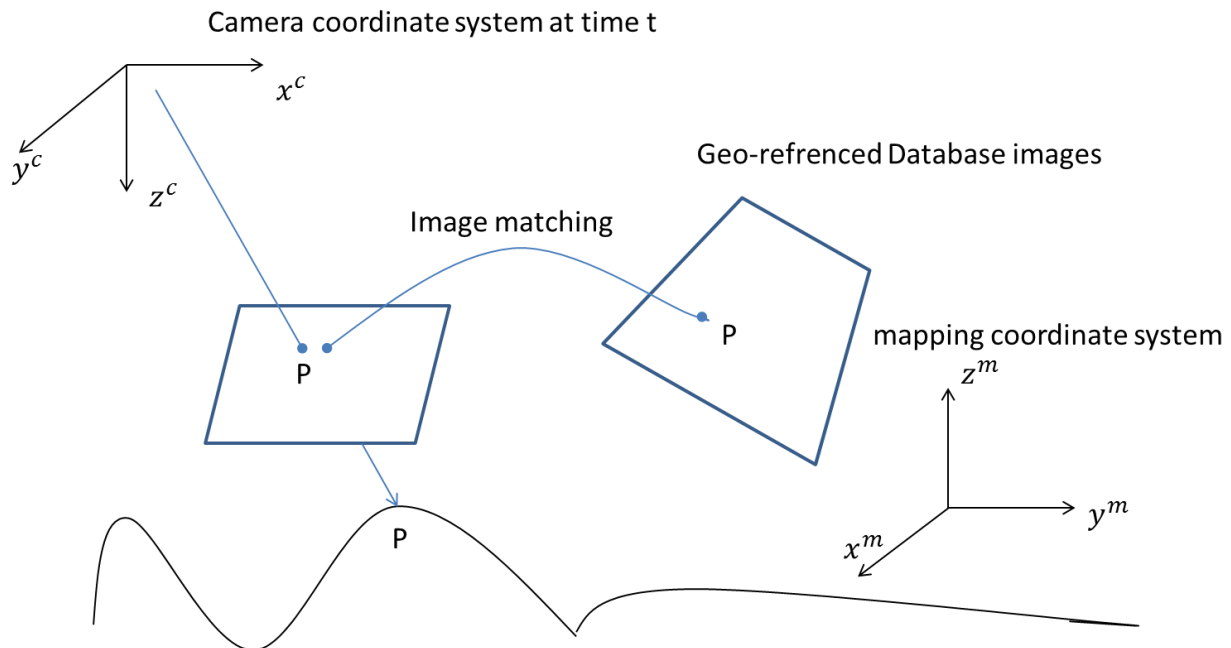 Camera coordinate system at time t
x^c
y^c
z^c
Geo-refrenced Database images
Image matching
P
P
mapping coordinate system
z^m
y^m
x^m
P